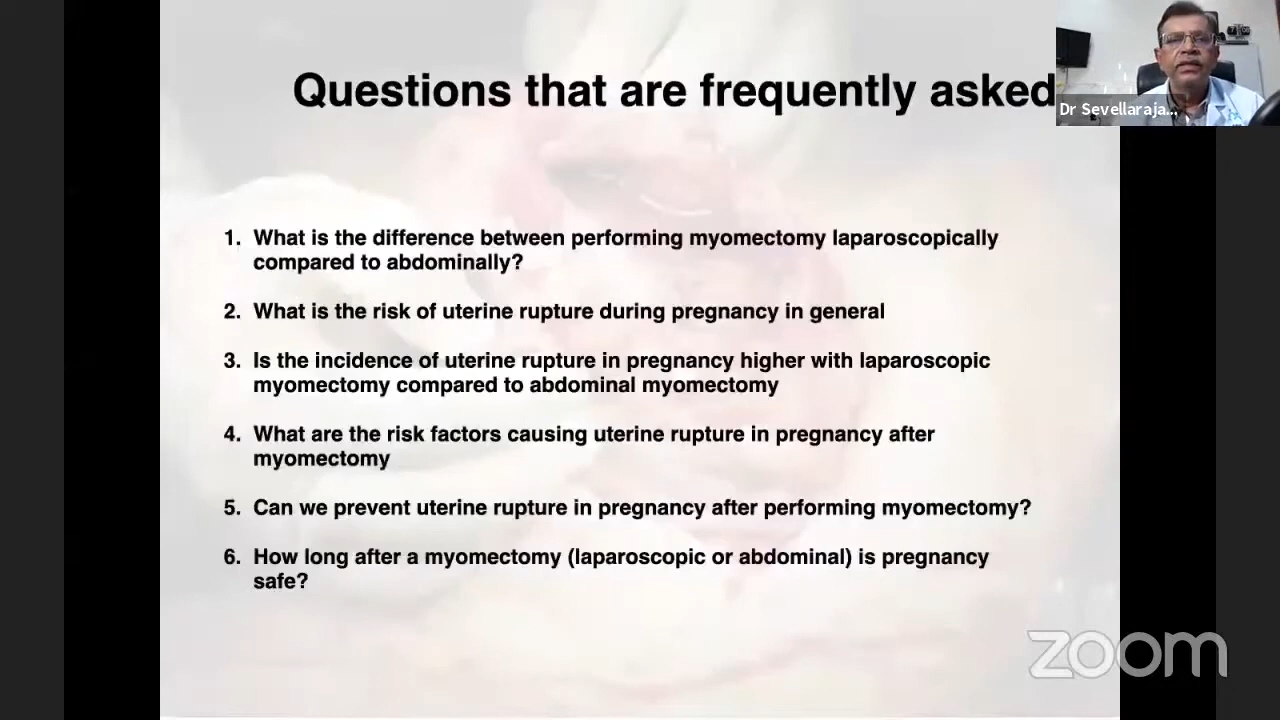 Questions that are frequently asked
Dr Sevellaraja...
1. What is the difference between performing myomectomy laparoscopically
compared to abdominally?
2. What is the risk of uterine rupture during pregnancy in general
3. Is the incidence of uterine rupture in pregnancy higher with laparoscopic
myomectomy compared to abdominal myomectomy
4. What are the risk factors causing uterine rupture in pregnancy after
myomectomy
5. Can we prevent uterine rupture in pregnancy after performing myomectomy?
6. How long after a myomectomy (laparoscopic or abdominal) is pregnancy
safe?
zoom